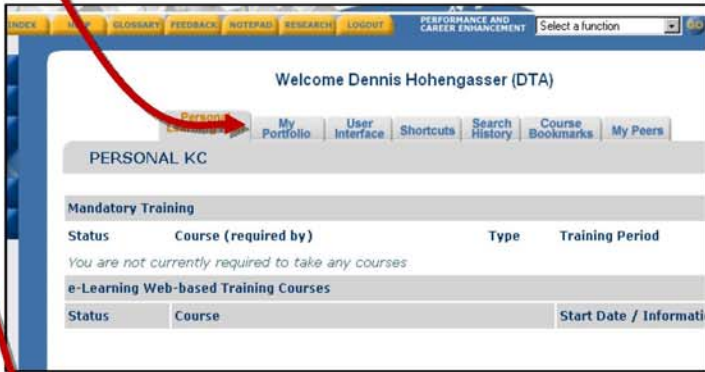 INDEX GLOSSARY FEEDBACK NOTEPAD RESEARCH LOGOUT PERFORMANCE AND CAREER ENHANCEMENT Select a function GO
Welcome Dennis Hohengasser (DTA)
Personal My Portfolio User Interface Shortcuts Search History Course Bookmarks My Peers
PERSONAL KC
Mandatory Training
Status Course (required by) Type Training Period
You are not currently required to take any courses
e-Learning Web-based Training Courses
Status Course Start Date / Informati